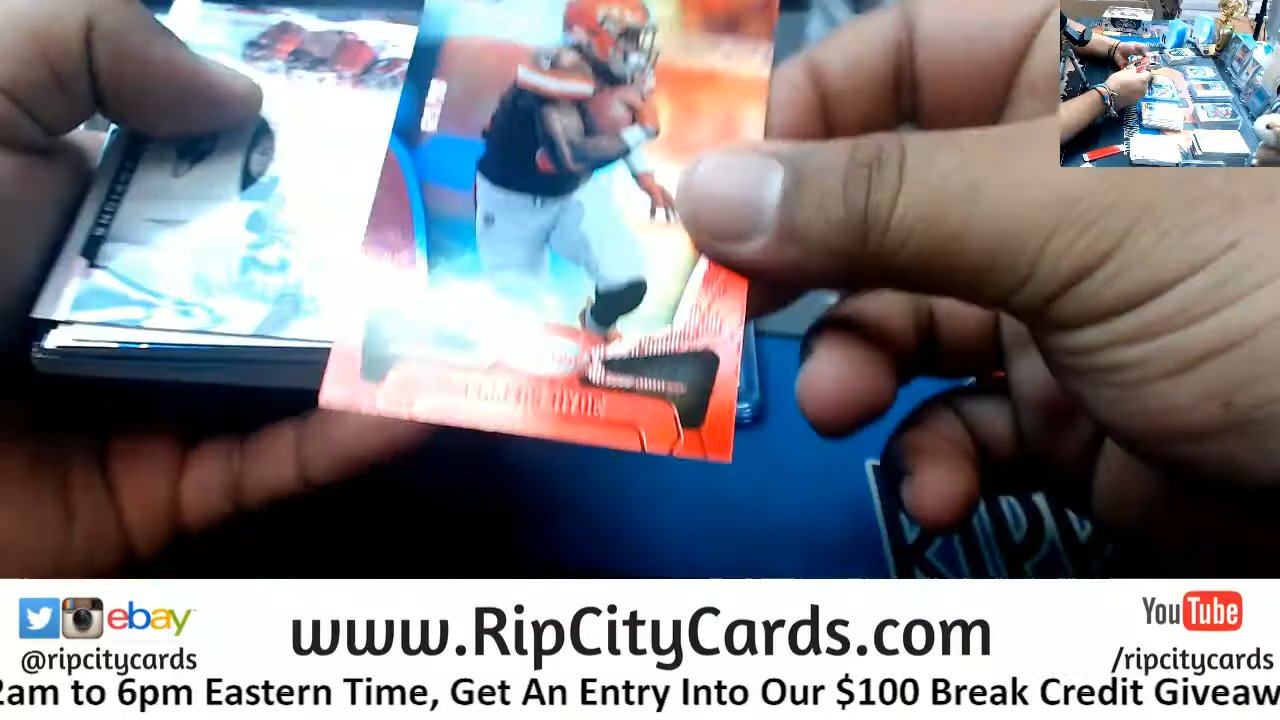 RIPP
ebay
www.RipCityCards.com
YouTube
@ripcitycards
/ripcitycards
2am to 6pm Eastern Time, Get An Entry Into Our $100 Break Credit Giveaw